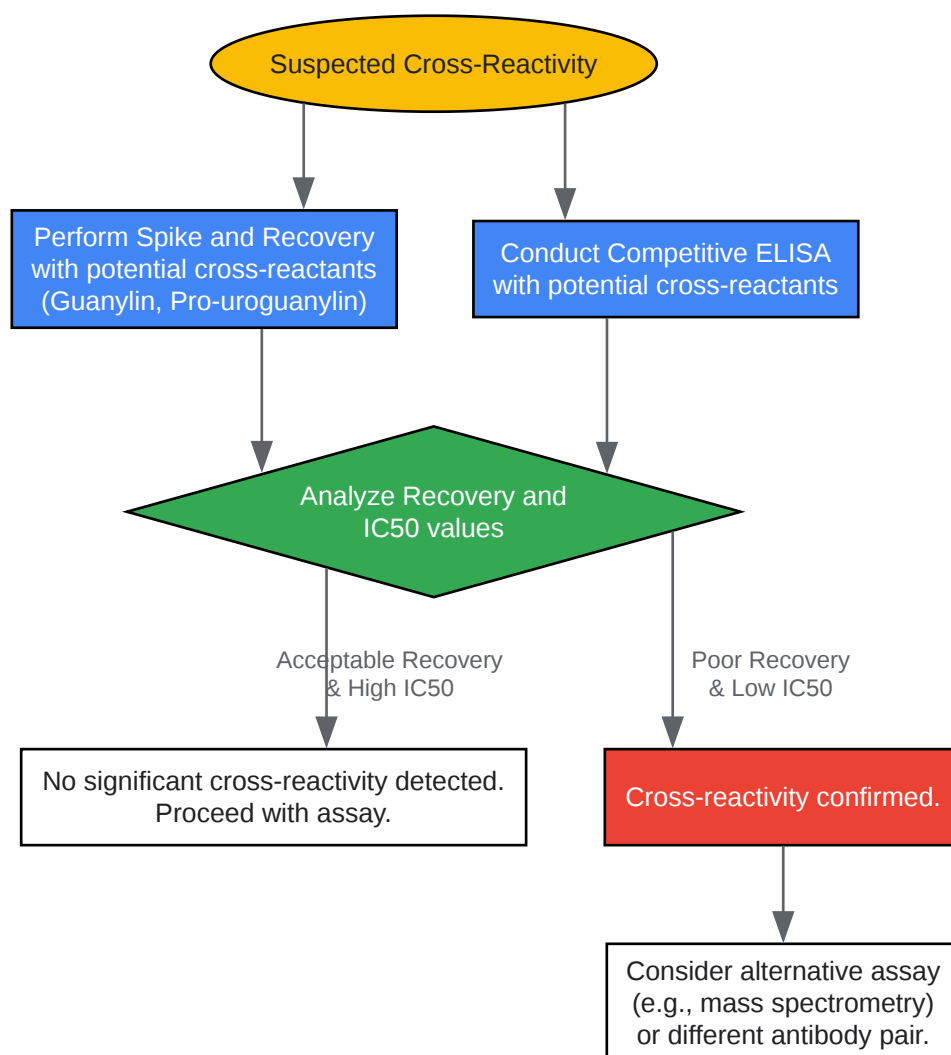 Suspected Cross-Reactivity
Perform Spike and Recovery
with potential cross-reactants
(Guanylin, Pro-uroguanylin)
Conduct Competitive ELISA
with potential cross-reactants
Analyze Recovery and
IC50 values
Acceptable Recovery
& High IC50
Poor Recovery
& Low IC50
No significant cross-reactivity detected.
Proceed with assay.
Cross-reactivity confirmed.
Consider alternative assay
(e.g., mass spectrometry)
or different antibody pair.